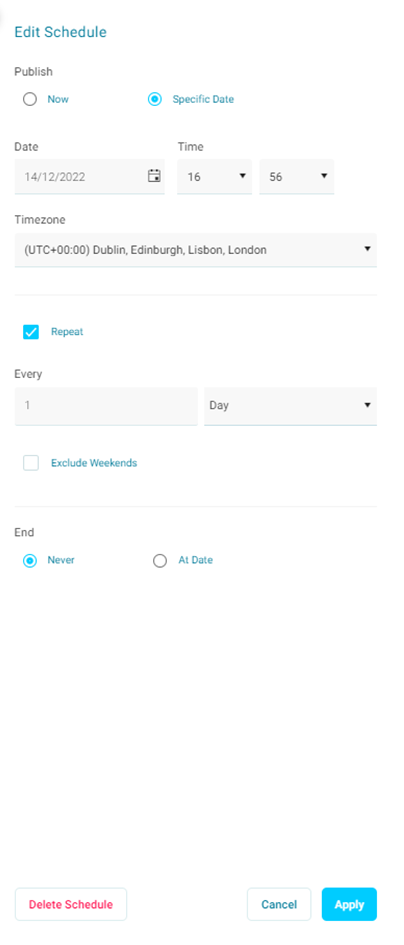 Edit Schedule
Publish
Now Specific Date
Date Time
14/12/2022 16 56
Timezone
(UTC+00:00) Dublin, Edinburgh, Lisbon, London
Repeat
Every
1 Day
Exclude Weekends
End
Never At Date
Delete Schedule Cancel Apply